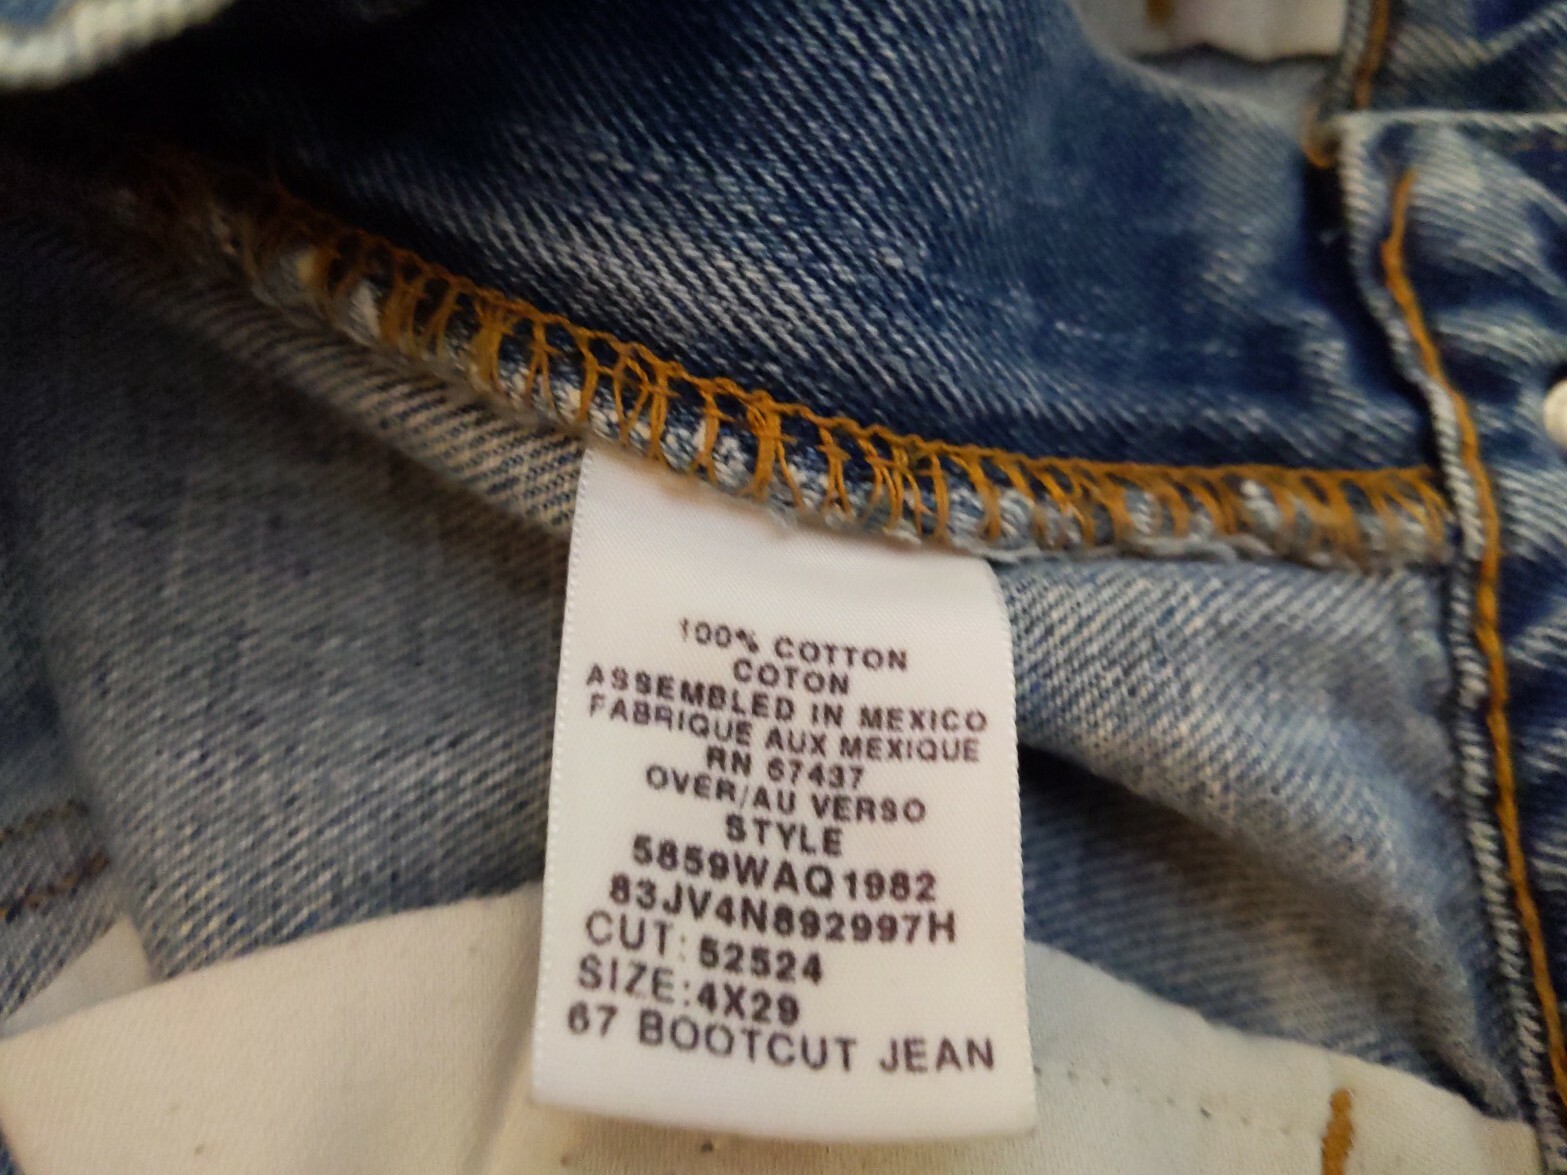 100% COTTON
COTON
ASSEMBLED IN MEXICO
FABRIQUE AUX MEXIQUE
RN 67437
OVER/AU VERSO
STYLE
5859WAQ1982
83JV4N892997H
CUT: 52524
SIZE:4X29
67 BOOTCUT JEAN